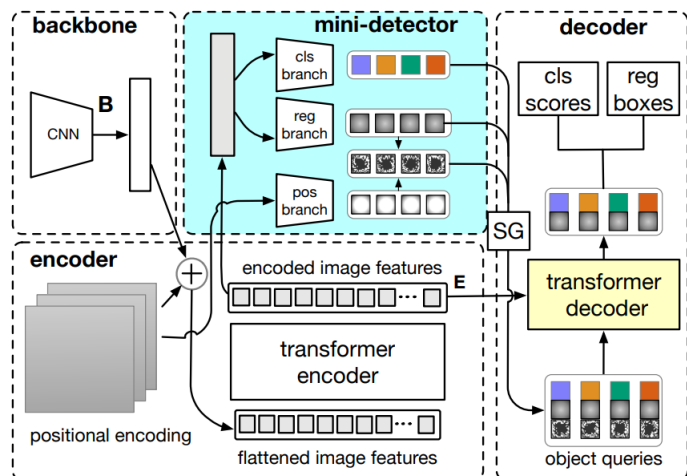 backbone
CNN
B
mini-detector
cls
branch
reg
branch
pos
branch
decoder
cls
scores
reg
boxes
SG
transformer
decoder
object queries
encoder
positional encoding
encoded image features
E
transformer
encoder
flattened image features